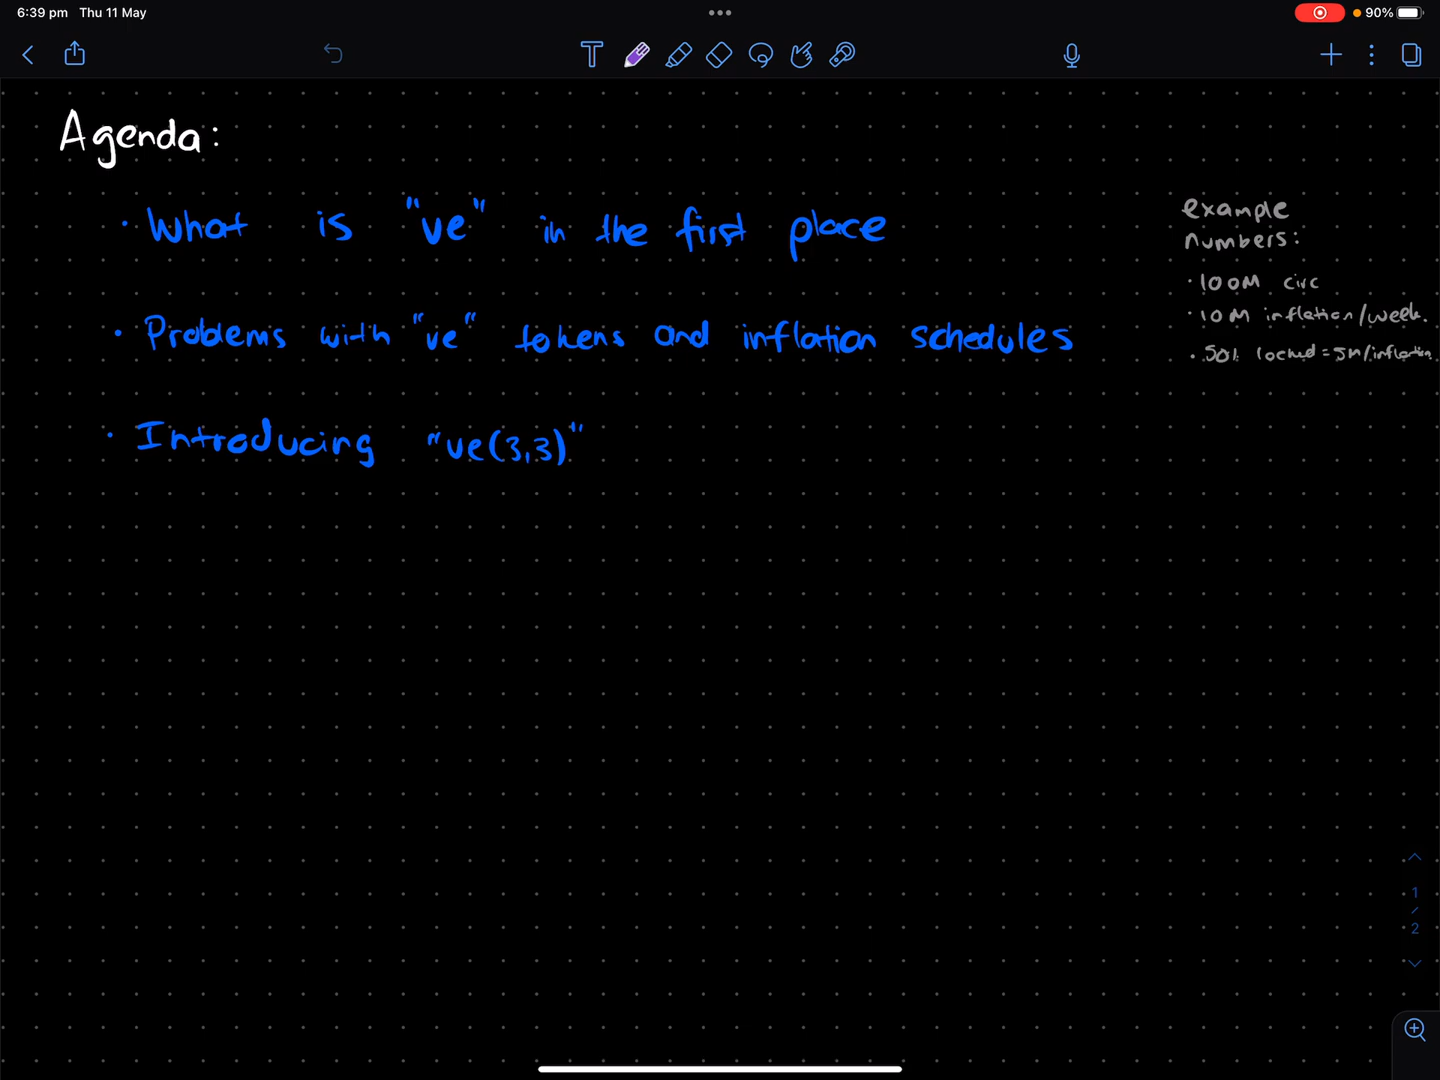 6:39 pm Thu 11 May
90%
Agenda:
· What is "ve" in the first place
· Problems with "ve" tokens and inflation schedules
· Introducing "ve(3,3)"
example
numbers:
· 100M circ
· 10M inflation/week.
· 50% locked = 5M/inflation
1
/
2